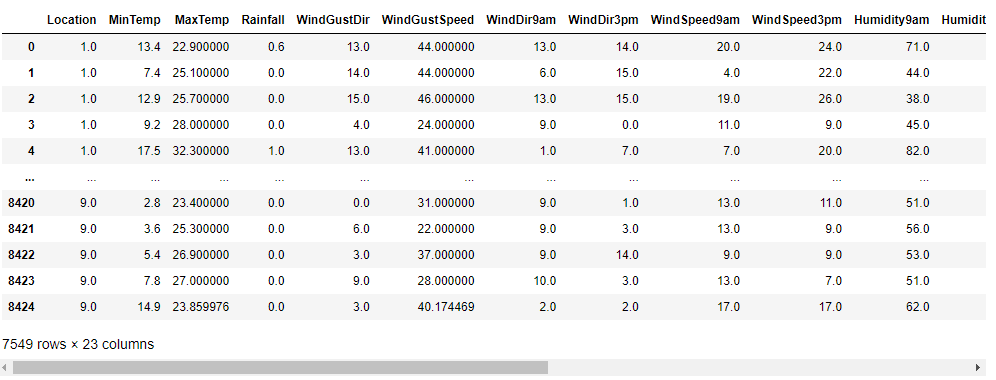 Location MinTemp MaxTemp Rainfall WindGustDir WindGustSpeed WindDir9am WindDir3pm WindSpeed9am WindSpeed3pm Humidity9am Humidit
0 1.0 13.4 22.900000 0.6 13.0 44.000000 13.0 14.0 20.0 24.0 71.0
1 1.0 7.4 25.100000 0.0 14.0 44.000000 6.0 15.0 4.0 22.0 44.0
2 1.0 12.9 25.700000 0.0 15.0 46.000000 13.0 15.0 19.0 26.0 38.0
3 1.0 9.2 28.000000 0.0 4.0 24.000000 9.0 0.0 11.0 9.0 45.0
4 1.0 17.5 32.300000 1.0 13.0 41.000000 1.0 7.0 7.0 20.0 82.0
... ... ... ... ... ... ... ... ... ... ... ...
8420 9.0 2.8 23.400000 0.0 0.0 31.000000 9.0 1.0 13.0 11.0 51.0
8421 9.0 3.6 25.300000 0.0 6.0 22.000000 9.0 3.0 13.0 9.0 56.0
8422 9.0 5.4 26.900000 0.0 3.0 37.000000 9.0 14.0 9.0 9.0 53.0
8423 9.0 7.8 27.000000 0.0 9.0 28.000000 10.0 3.0 13.0 7.0 51.0
8424 9.0 14.9 23.859976 0.0 3.0 40.174469 2.0 2.0 17.0 17.0 62.0
7549 rows × 23 columns